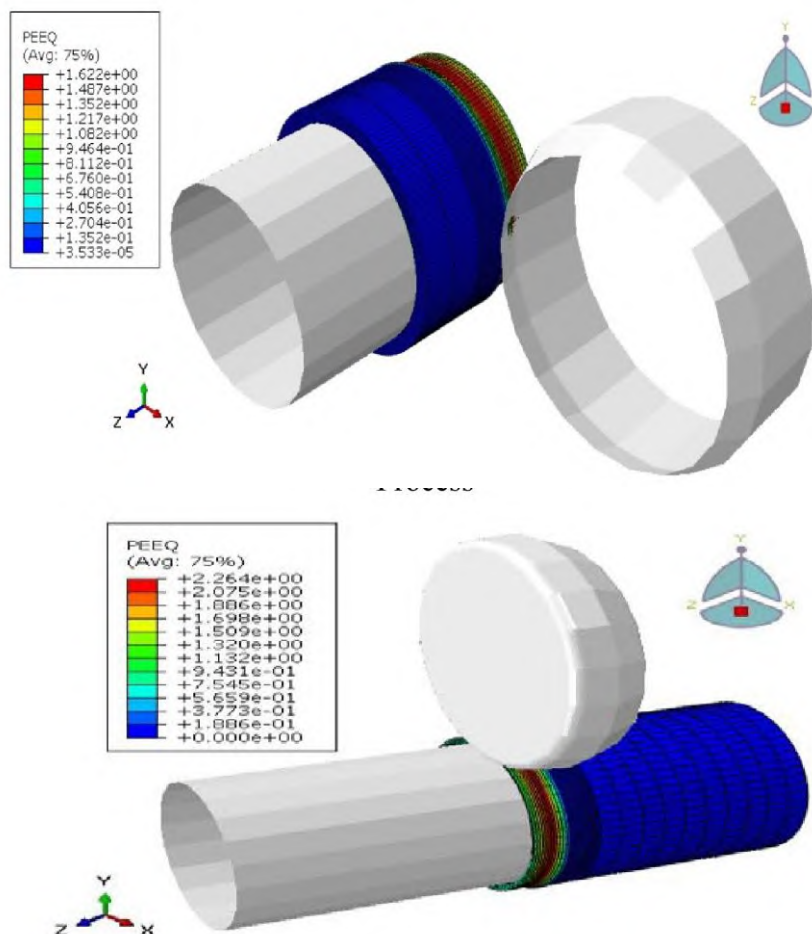 PEEQ
(Avg: 75%)
+1.622e+00
+1.487e+00
+1.352e+00
+1.217e+00
+1.082e+00
+9.464e-01
+8.112e-01
+6.760e-01
+5.408e-01
+4.056e-01
+2.704e-01
+1.352e-01
+3.533e-05
Y
Z
Y
Z X
Process
PEEQ
(Avg: 75%)
+2.264e+00
+2.075e+00
+1.886e+00
+1.698e+00
+1.509e+00
+1.320e+00
+1.132e+00
+9.431e-01
+7.545e-01
+5.659e-01
+3.773e-01
+1.886e-01
+0.000e+00
Y
Z X
Y
Z X